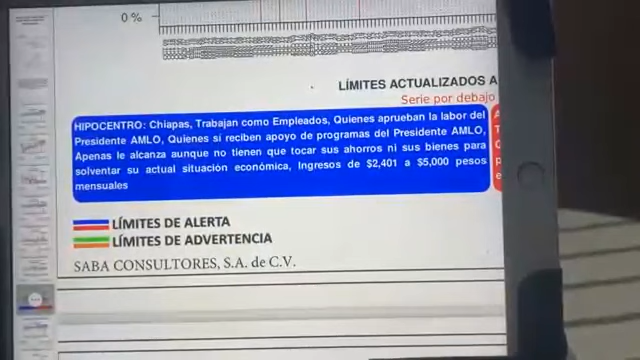 0 %
LÍMITES ACTUALIZADOS A
Serie por debajo
HIPOCENTRO: Chiapas, Trabajan como Empleados, Quienes aprueban la labor del
Presidente AMLO, Quienes sí reciben apoyo de programas del Presidente AMLO,
Apenas le alcanza aunque no tienen que tocar sus ahorros ni sus bienes para
solventar su actual situación económica, Ingresos de $2,401 a $5,000 pesos
mensuales
LÍMITES DE ALERTA
LÍMITES DE ADVERTENCIA
SABA CONSULTORES, S.A. de C.V.